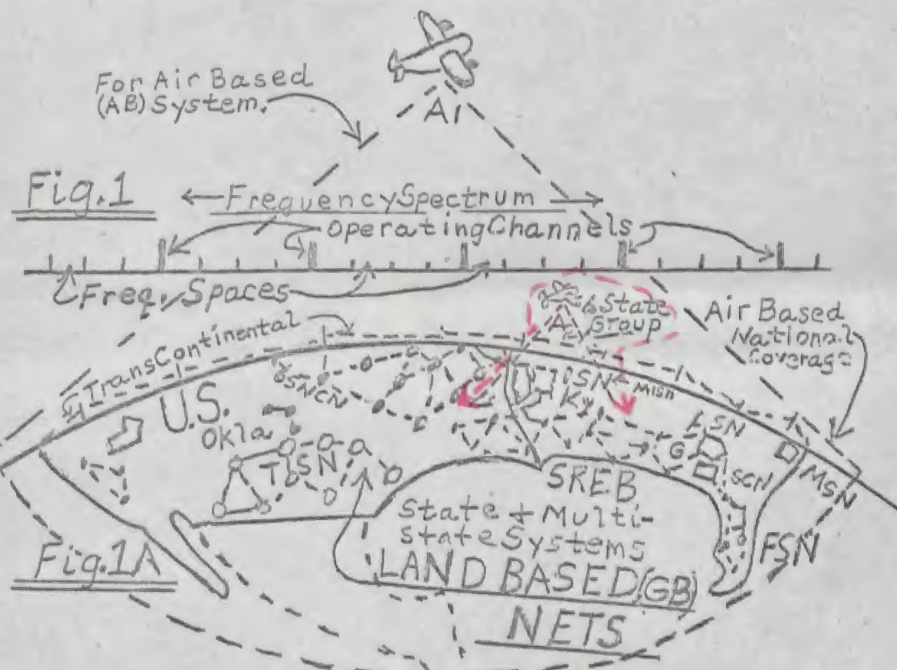 For Air Based
(AB) System.
A1
Fig.1
←Frequency Spectrum→
Operating Channels
Freq. Spaces
6 State
Group
A
Air Based
National
Coverage
TransContinental
U.S.
Okla
TSN
SN
Ky
MISN
SN
G
SCN
MSN
FSN
SREB
State + Multi-
State Systems
LAND BASED (GB)
NETS
Fig.1A